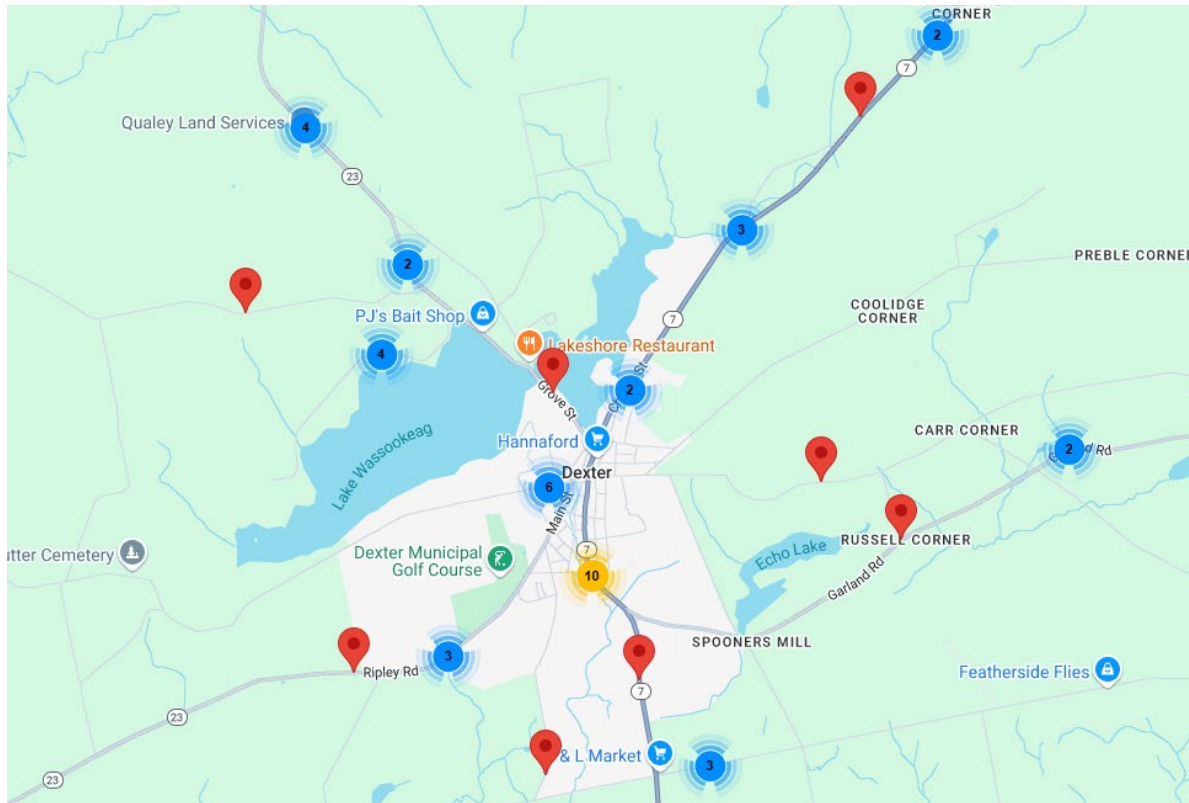 CORNER
2
7
Qualey Land Services
4
23
3
2
PREBLE CORNER
COOLIDGE
CORNER
PJ's Bait Shop
7
Lakeshore Restaurant
4
2
Grove St
St
CARR CORNER
Hannaford
2
Rd
Lake Wassookeag
Dexter
6
Main St
RUSSELL CORNER
Echo Lake
Cemetery
Dexter Municipal
Golf Course
7
10
Garland Rd
SPOONERS MILL
3
Ripley Rd
Featherside Flies
7
23
& L Market
3
23